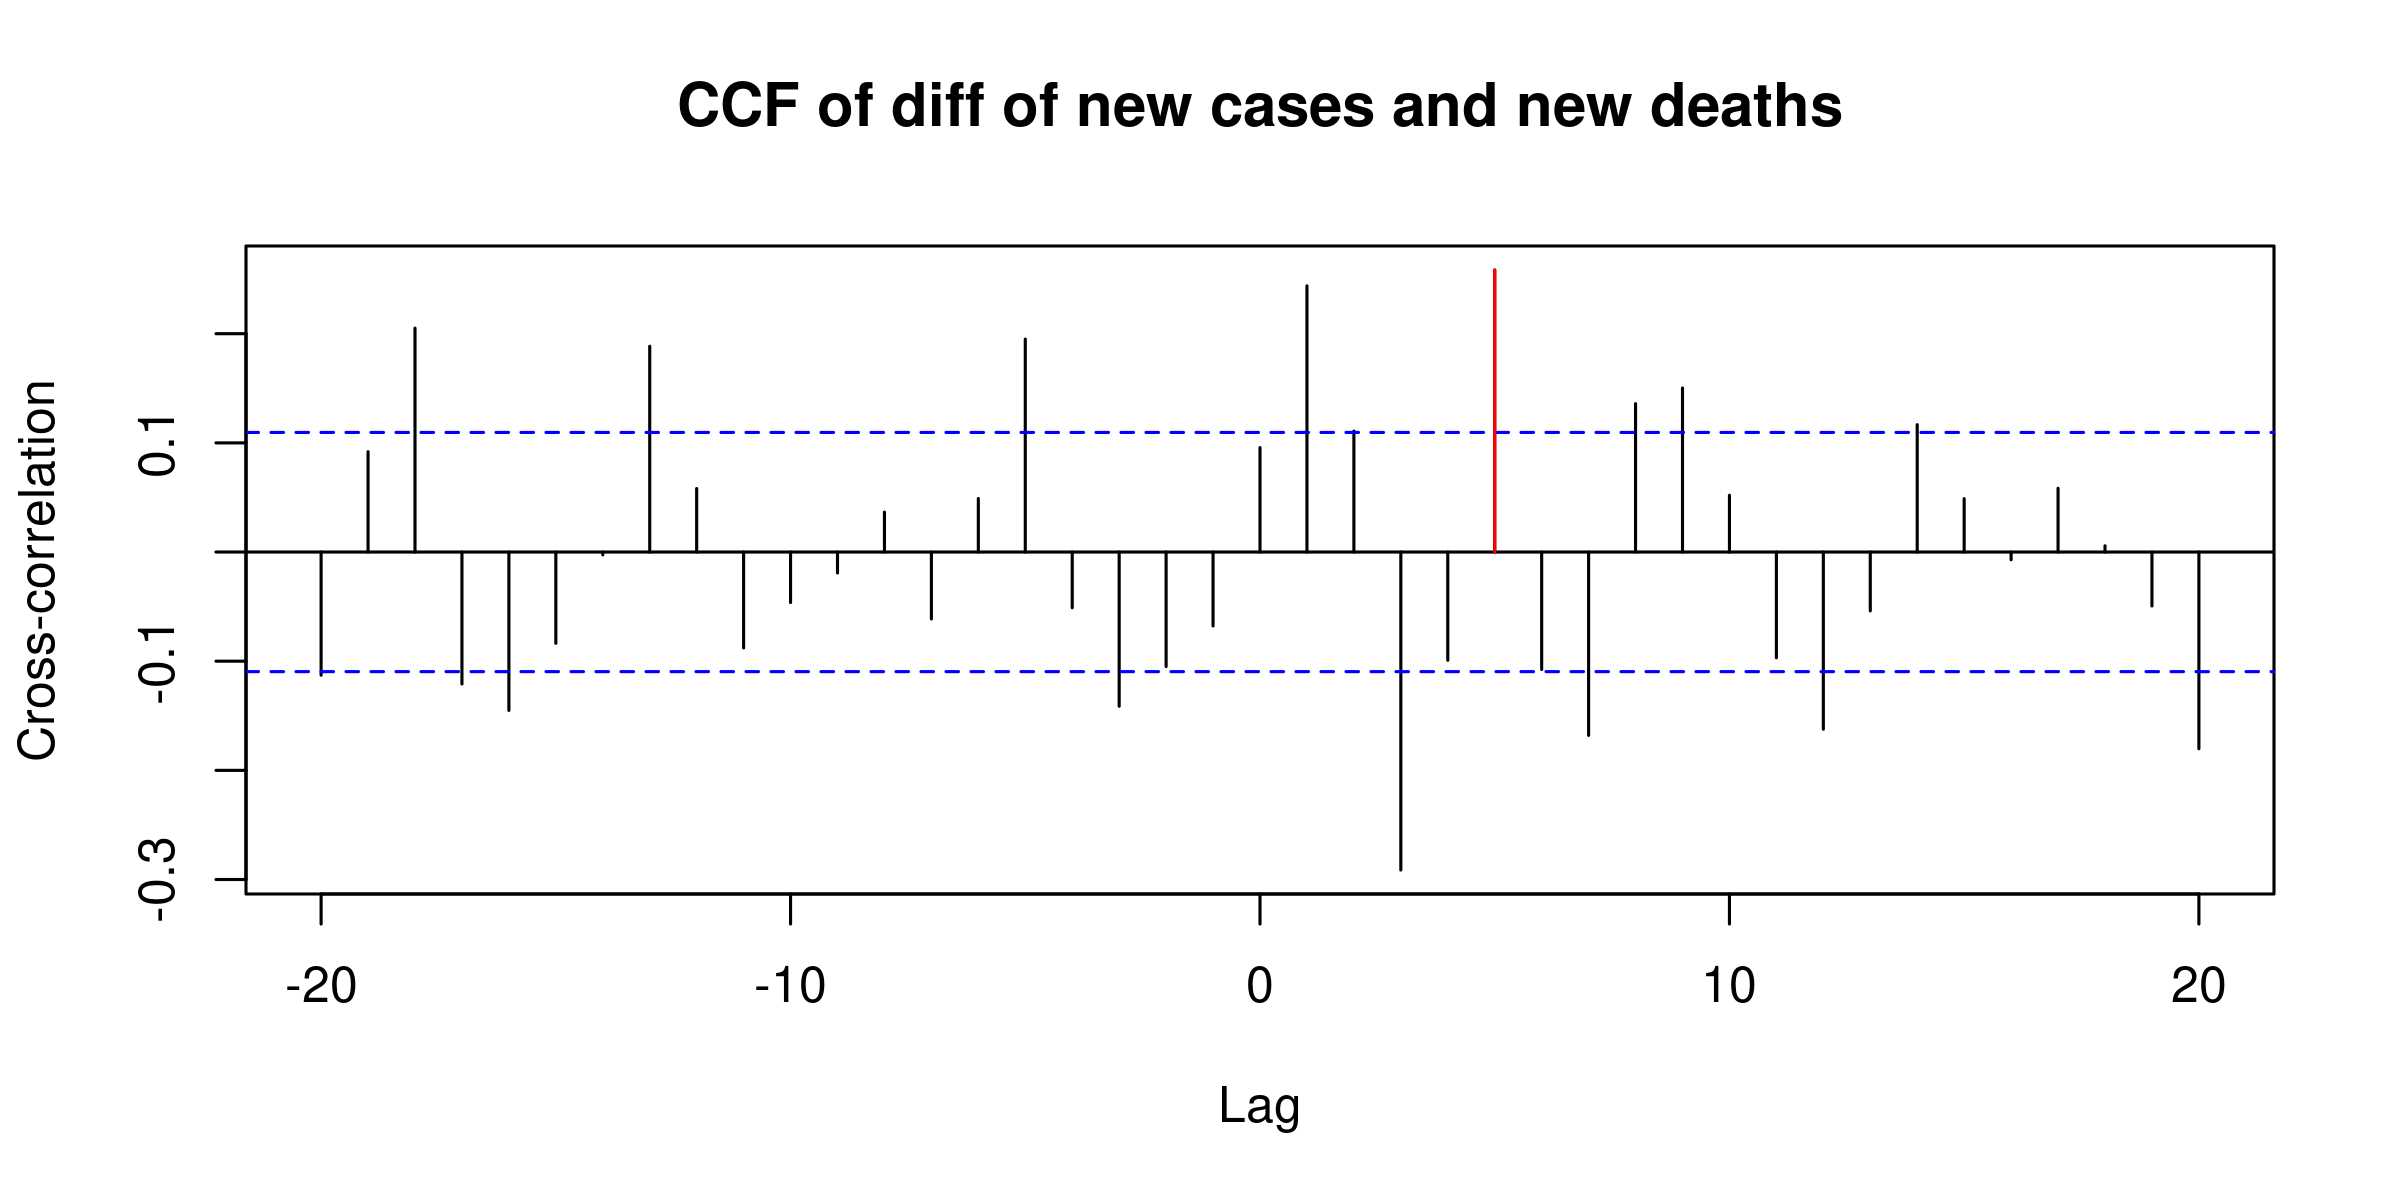 CCF of diff of new cases and new deaths
Cross-correlation
0.1
-0.1
-0.3
-20 -10 0 10 20
Lag